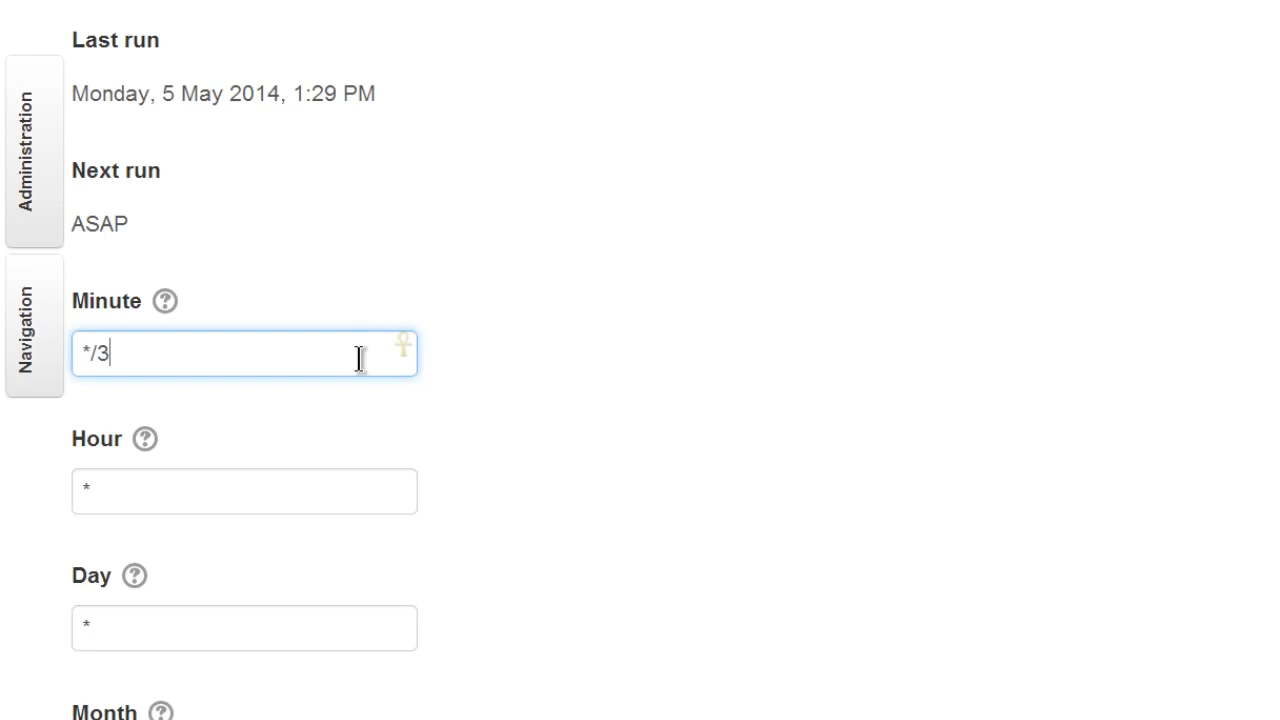 Last run
Administration
Monday, 5 May 2014, 1:29 PM
Next run
ASAP
Navigation
Minute ?
*/3
Hour ?
*
Day ?
*
Month ?